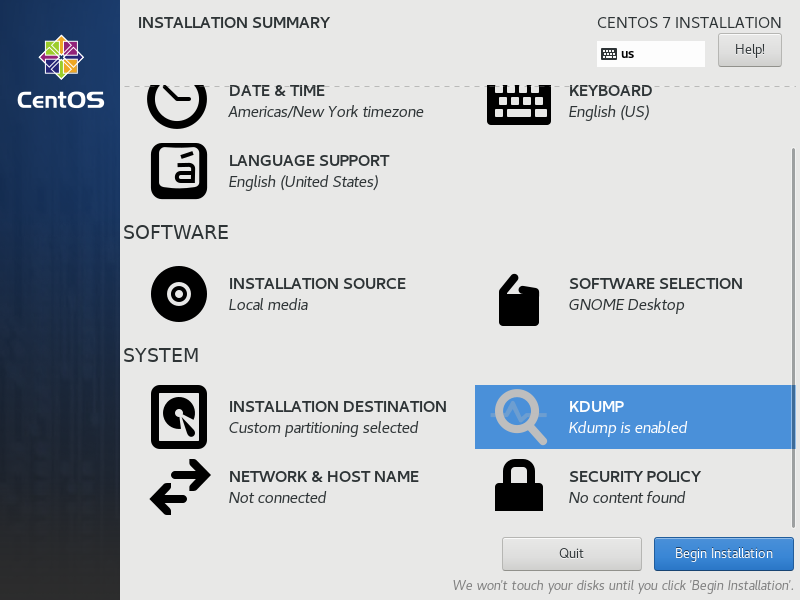 INSTALLATION SUMMARY
CENTOS 7 INSTALLATION
us
Help!
CentOS
DATE & TIME
Americas/New York timezone
KEYBOARD
English (US)
LANGUAGE SUPPORT
English (United States)
SOFTWARE
INSTALLATION SOURCE
Local media
SOFTWARE SELECTION
GNOME Desktop
SYSTEM
INSTALLATION DESTINATION
Custom partitioning selected
KDUMP
Kdump is enabled
NETWORK & HOST NAME
Not connected
SECURITY POLICY
No content found
Quit
Begin Installation
We won't touch your disks until you click 'Begin Installation'.